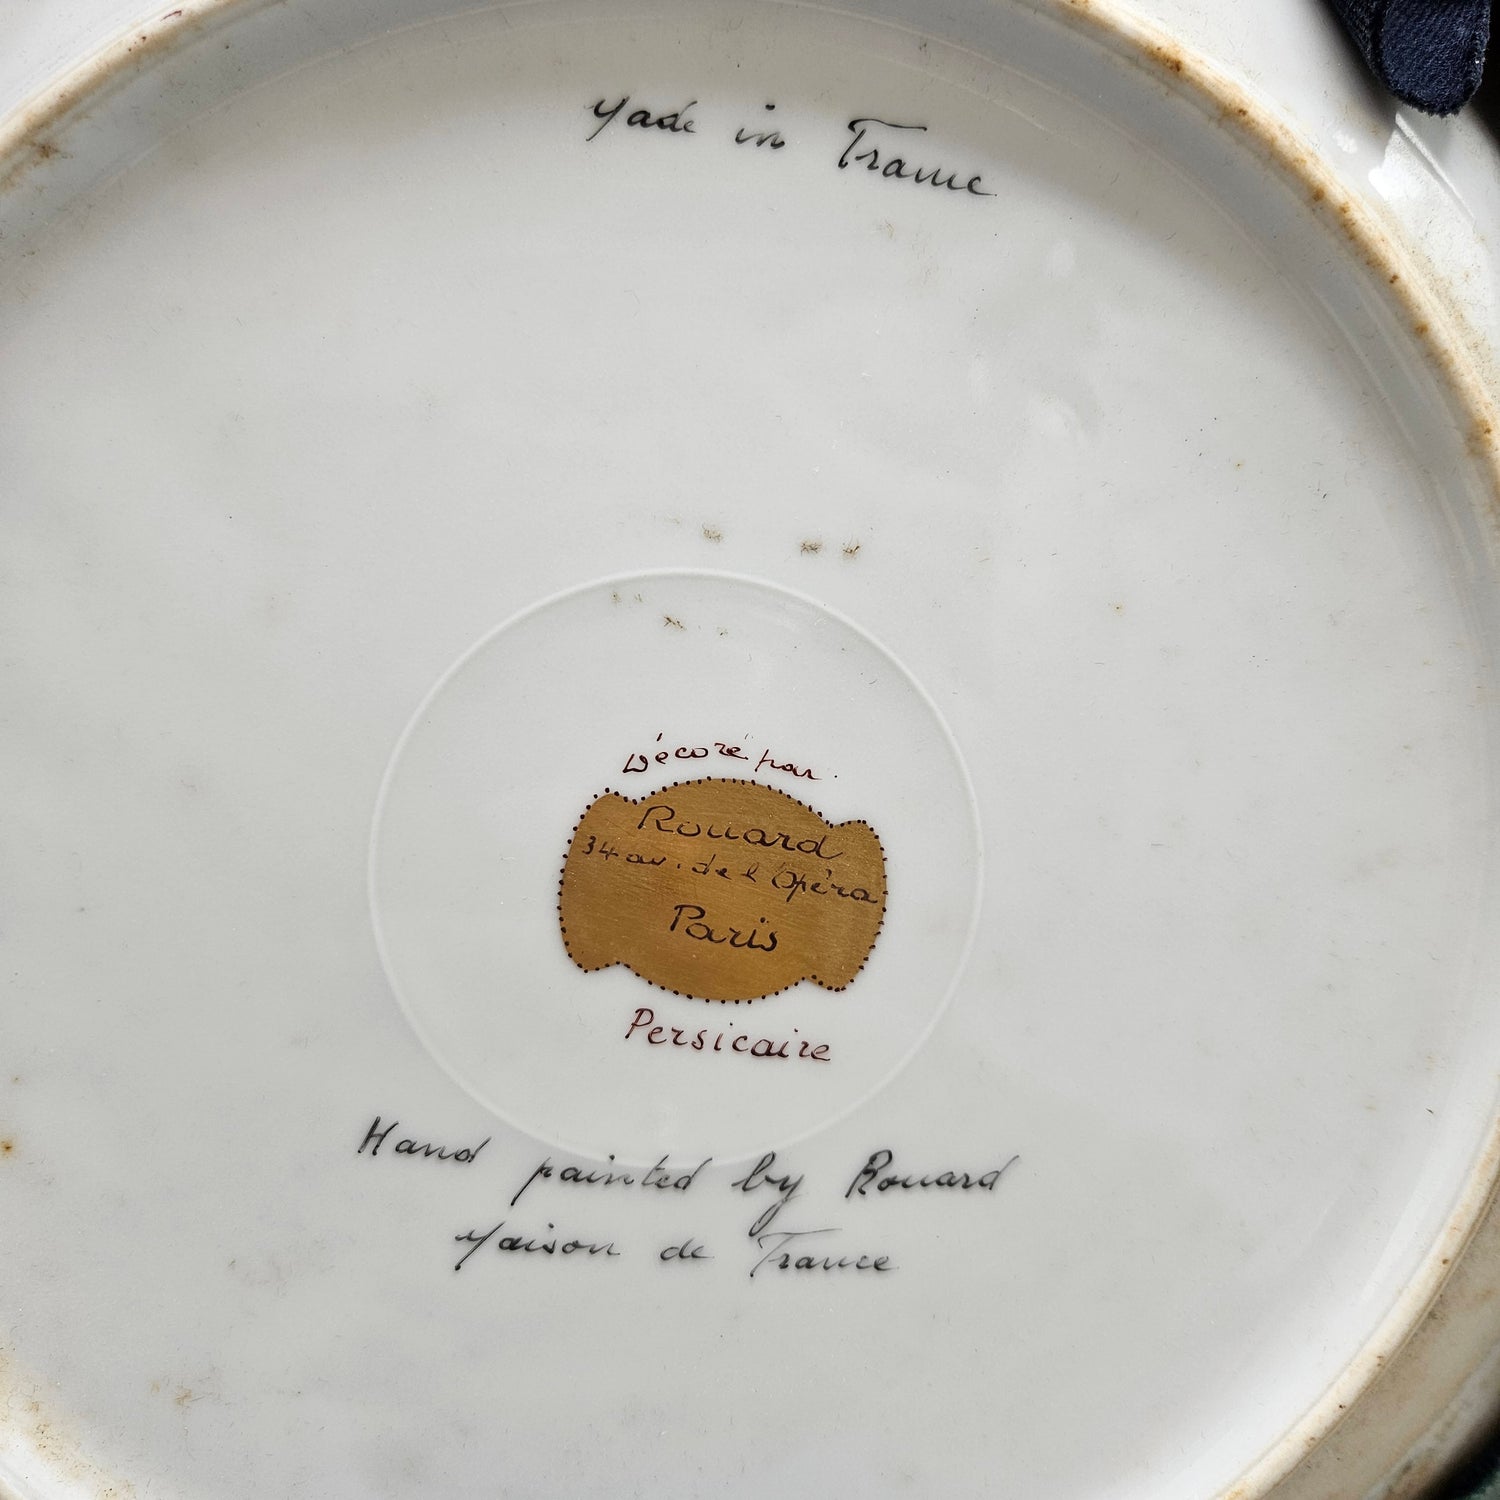 Made in France
Décoré par
Rouard
34 av. de l'Opéra
Paris
Persicaire
Hand painted by Rouard
Maison de France